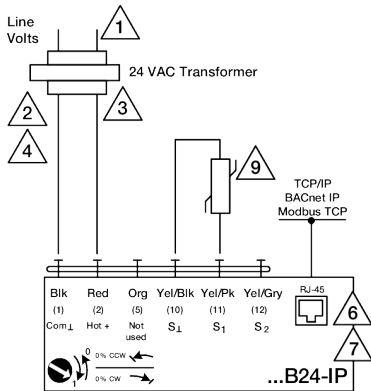 Line
Volts
1
24 VAC Transformer
2
3
4
9
TCP/IP
BACnet IP
Modbus TCP
Blk Red Org Yel/Blk Yel/Pk Yel/Gry RJ-45
(1) (2) (5) (10) (11) (12)
Com⊥ Hot + Not used S⊥ S1 S2
6
7
0 0% CCW
1 0% CW
...B24-IP